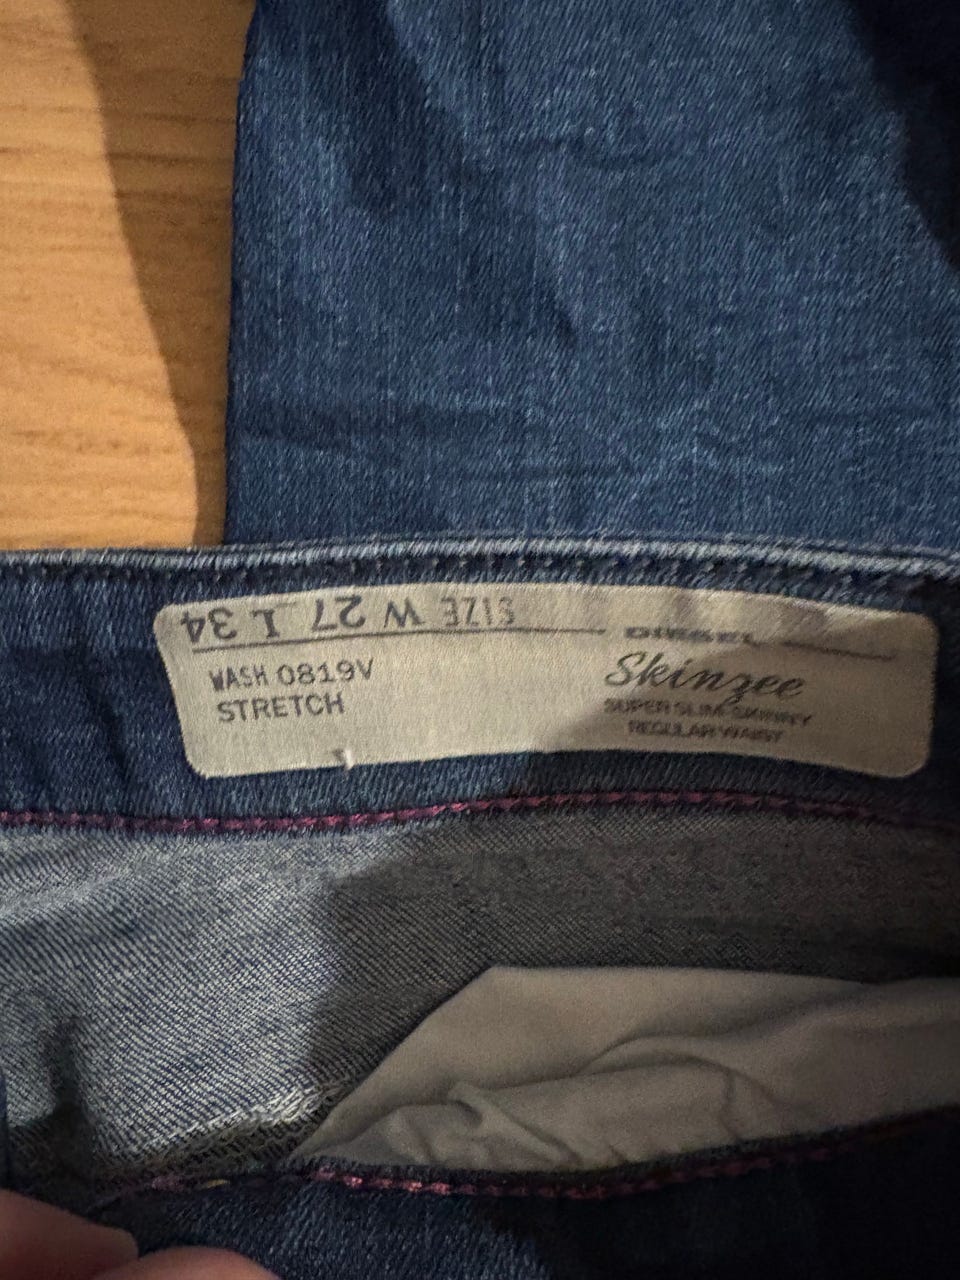 SIZE W 27 L 34
DIESEL
WASH 0819V
STRETCH
Skinzee
SUPER SLIM-SKINNY
REGULAR WAIST